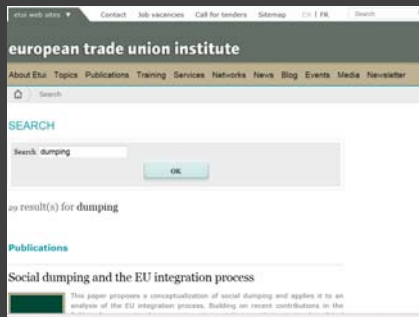 etui web sites ▼ Contact Job vacancies Call for tenders Sitemap EN | FR Search
european trade union institute
About Etui Topics Publications Training Services Networks News Blog Events Media Newsletter
Search
SEARCH
Search dumping
OK
29 result(s) for dumping
Publications
Social dumping and the EU integration process
This paper proposes a conceptualization of social dumping and applies it to an
analysis of the EU integration process. Building on recent contributions in the